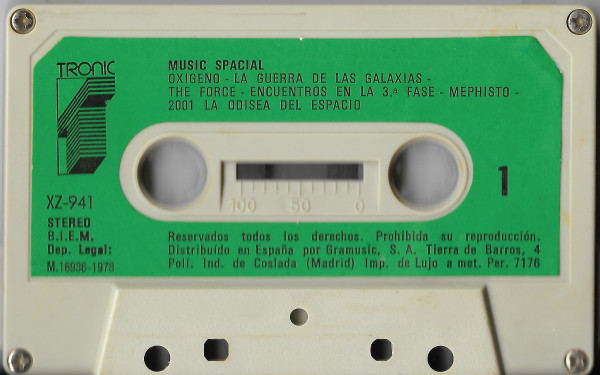 TRONIC
MUSIC SPACIAL
OXIGENO - LA GUERRA DE LAS GALAXIAS -
THE FORCE - ENCUENTROS EN LA 3.ª FASE - MEPHISTO -
2001 LA ODISEA DEL ESPACIO
1
100 50 0
XZ-941
STEREO
B.I.E.M.
Dep. Legal:
M.16936-1978
Reservados todos los derechos. Prohibida su reproducción.
Distribuído en España por Gramusic, S. A. Tierra de Barros, 4
Polí. Ind. de Coslada (Madrid) Imp. de Lujo a met. Per. 7176